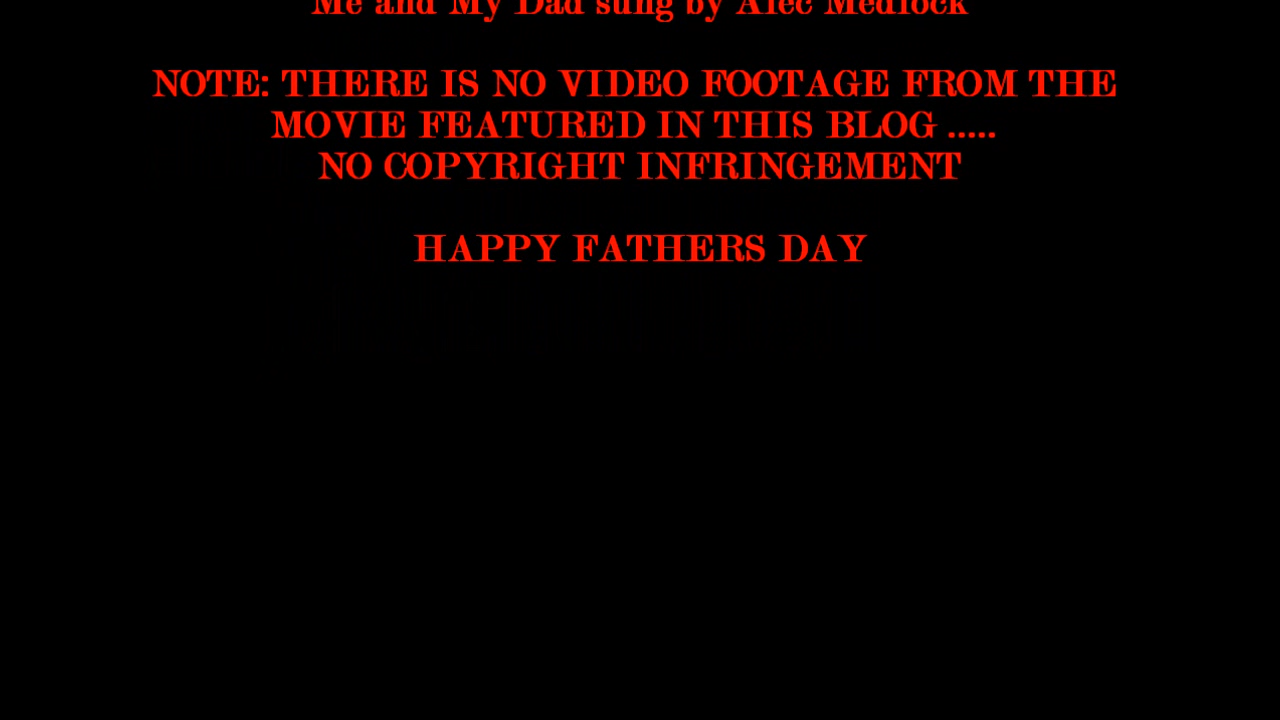 Me and My Dad sung by Alec Medlock
NOTE: THERE IS NO VIDEO FOOTAGE FROM THE
MOVIE FEATURED IN THIS BLOG .....
NO COPYRIGHT INFRINGEMENT
HAPPY FATHERS DAY